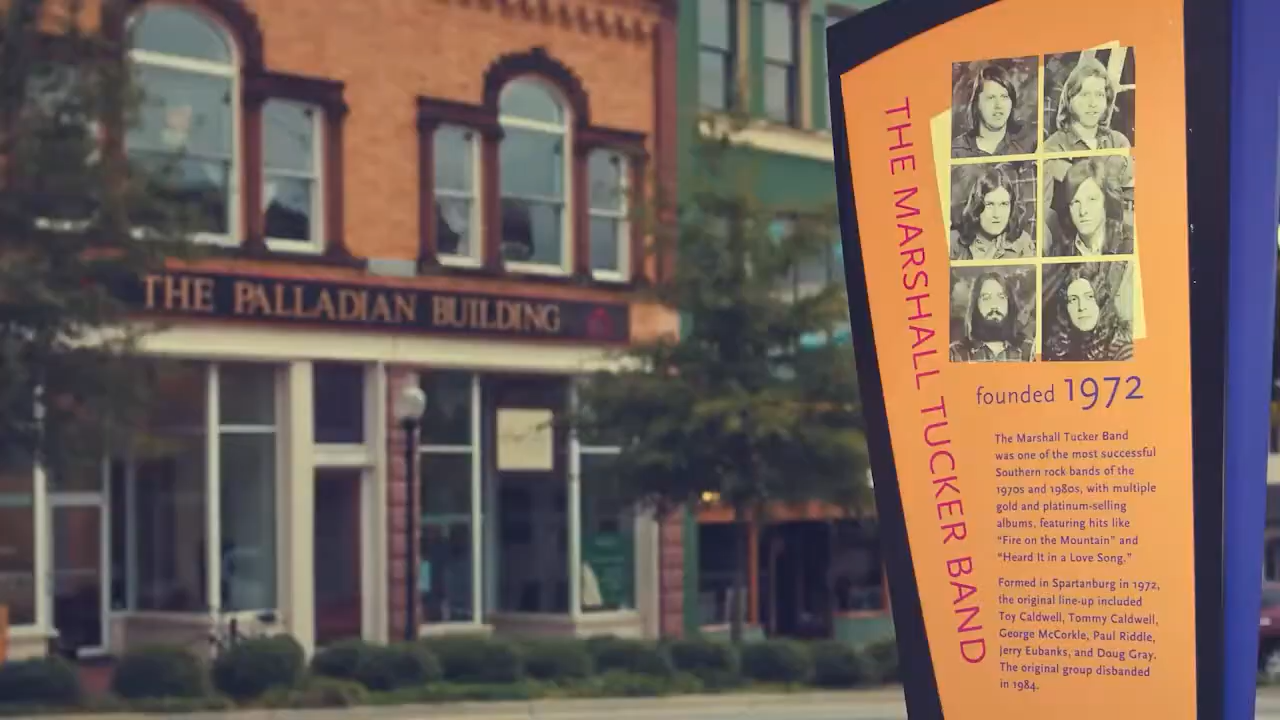 THE PALLADIAN BUILDING
THE MARSHALL TUCKER BAND
founded 1972
The Marshall Tucker Band
was one of the most successful
Southern rock bands of the
1970s and 1980s, with multiple
gold and platinum-selling
albums, featuring hits like
“Fire on the Mountain” and
“Heard It in a Love Song.”
Formed in Spartanburg in 1972,
the original line-up included
Toy Caldwell, Tommy Caldwell,
George McCorkle, Paul Riddle,
Jerry Eubanks, and Doug Gray.
The original group disbanded
in 1984.